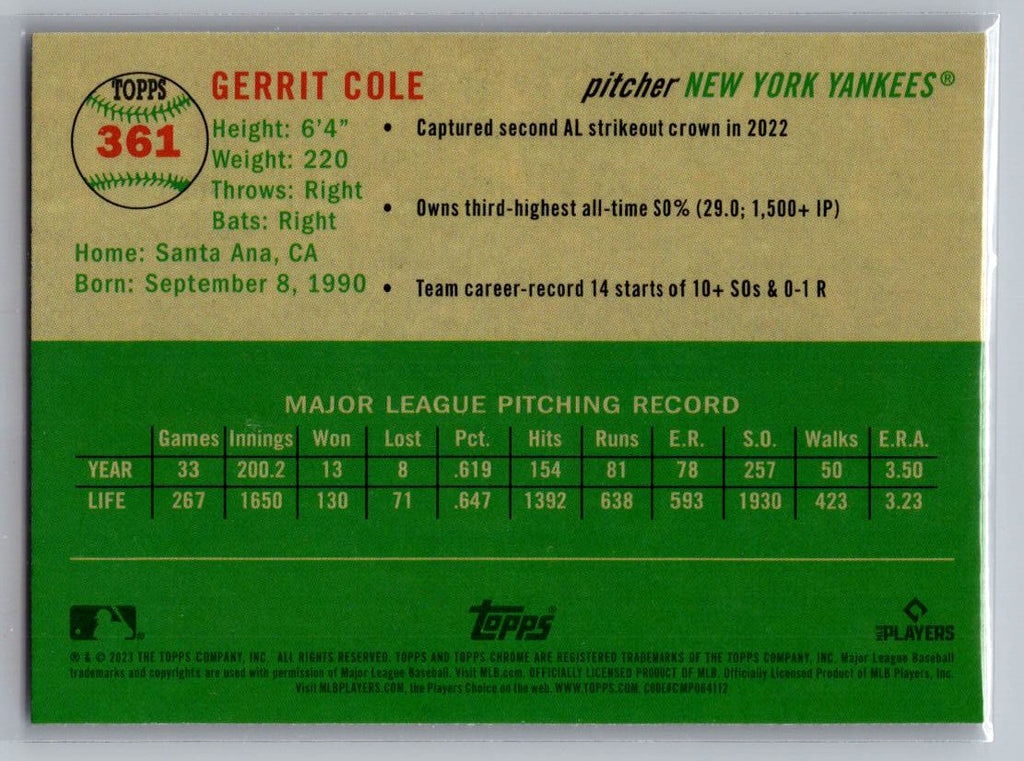 TOPPS
361
GERRIT COLE
pitcher NEW YORK YANKEES®
Height: 6'4"
Weight: 220
Throws: Right
Bats: Right
Home: Santa Ana, CA
Born: September 8, 1990
• Captured second AL strikeout crown in 2022
• Owns third-highest all-time SO% (29.0; 1,500+ IP)
• Team career-record 14 starts of 10+ SOs & 0-1 R
MAJOR LEAGUE PITCHING RECORD
Games Innings Won Lost Pct. Hits Runs E.R. S.O. Walks E.R.A.
YEAR 33 200.2 13 8 .619 154 81 78 257 50 3.50
LIFE 267 1650 130 71 .647 1392 638 593 1930 423 3.23
Topps®
MLB PLAYERS
® & © 2023 THE TOPPS COMPANY, INC. ALL RIGHTS RESERVED. TOPPS AND TOPPS CHROME ARE REGISTERED TRADEMARKS OF THE TOPPS COMPANY, INC. Major League Baseball
trademarks and copyrights are used with permission of Major League Baseball. Visit MLB.com. OFFICIALLY LICENSED PRODUCT OF MLB. Officially Licensed Product of MLB Players, Inc.
Visit MLBPLAYERS.COM, the Players Choice on the web. WWW.TOPPS.COM. CODE#CMP064112